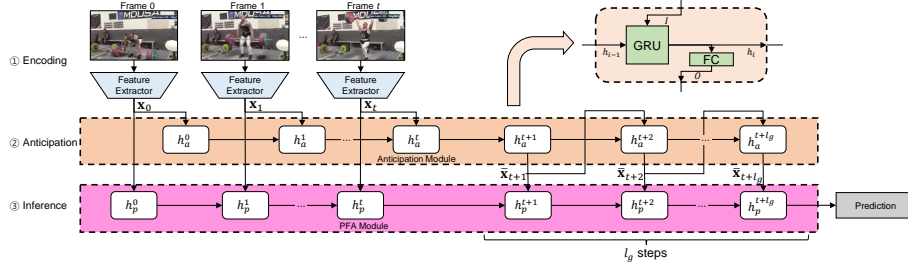 Frame 0
Frame 1
Frame t
...
① Encoding
Feature
Extractor
Feature
Extractor
Feature
Extractor
x_0
x_1
x_t
I
h_{i-1}
GRU
h_i
FC
O
② Anticipation
h_a^0
h_a^1
...
h_a^t
h_a^{t+1}
h_a^{t+2}
...
h_a^{t+l_g}
Anticipation Module
x̄_{t+1}
x̄_{t+2}
...
x̄_{t+l_g}
③ Inference
h_p^0
h_p^1
...
h_p^t
h_p^{t+1}
h_p^{t+2}
...
h_p^{t+l_g}
Prediction
PFA Module
l_g steps